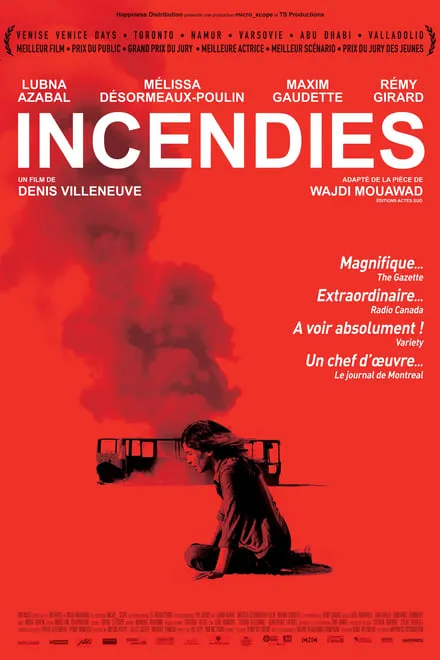 Happiness Distribution présente une production micro_scope et TS Productions
VENISE VENICE DAYS • TORONTO • NAMUR • VARSOVIE • ABU DHABI • VALLADOLID
MEILLEUR FILM • PRIX DU PUBLIC • GRAND PRIX DU JURY • MEILLEURE ACTRICE • MEILLEUR SCÉNARIO • PRIX DU JURY DES JEUNES
LUBNA AZABAL
MÉLISSA DÉSORMEAUX-POULIN
MAXIM GAUDETTE
RÉMY GIRARD
INCENDIES
UN FILM DE
DENIS VILLENEUVE
ADAPTÉ DE LA PIÈCE DE
WAJDI MOUAWAD
ÉDITIONS ACTES SUD
Magnifique...
The Gazette
Extraordinaire...
Radio Canada
A voir absolument !
Variety
Un chef d'œuvre...
Le journal de Montreal